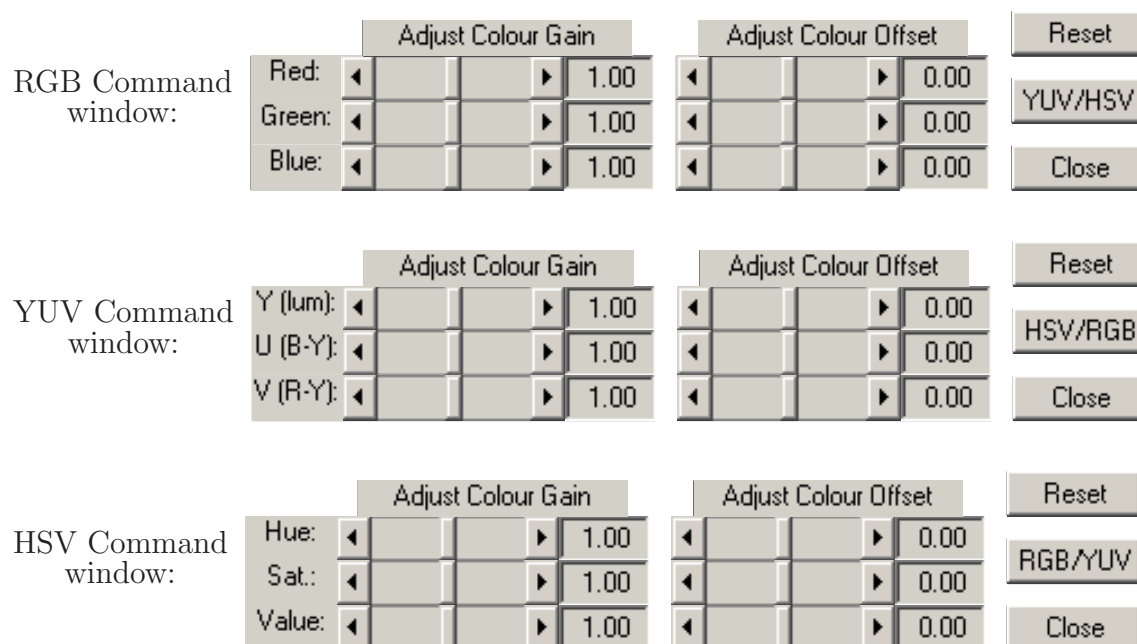 Adjust Colour Gain Adjust Colour Offset Reset
RGB Command window:
Red: 1.00 0.00
YUV/HSV
Green: 1.00 0.00
Blue: 1.00 0.00 Close
Adjust Colour Gain Adjust Colour Offset Reset
YUV Command window:
Y (lum): 1.00 0.00
HSV/RGB
U (B-Y): 1.00 0.00
V (R-Y): 1.00 0.00 Close
Adjust Colour Gain Adjust Colour Offset Reset
HSV Command window:
Hue: 1.00 0.00
RGB/YUV
Sat.: 1.00 0.00
Value: 1.00 0.00 Close